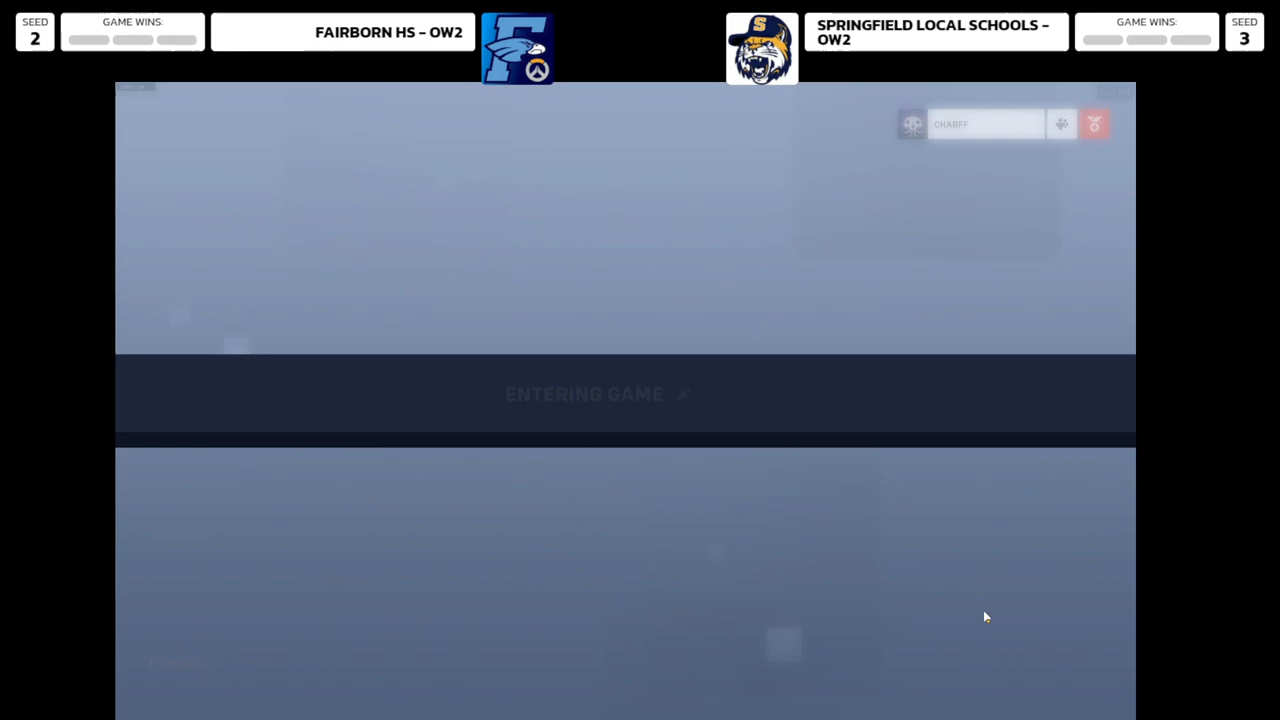 SEED
2
GAME WINS:
FAIRBORN HS - OW2
SPRINGFIELD LOCAL SCHOOLS -
OW2
GAME WINS:
SEED
3
CHARFF
ENTERING GAME